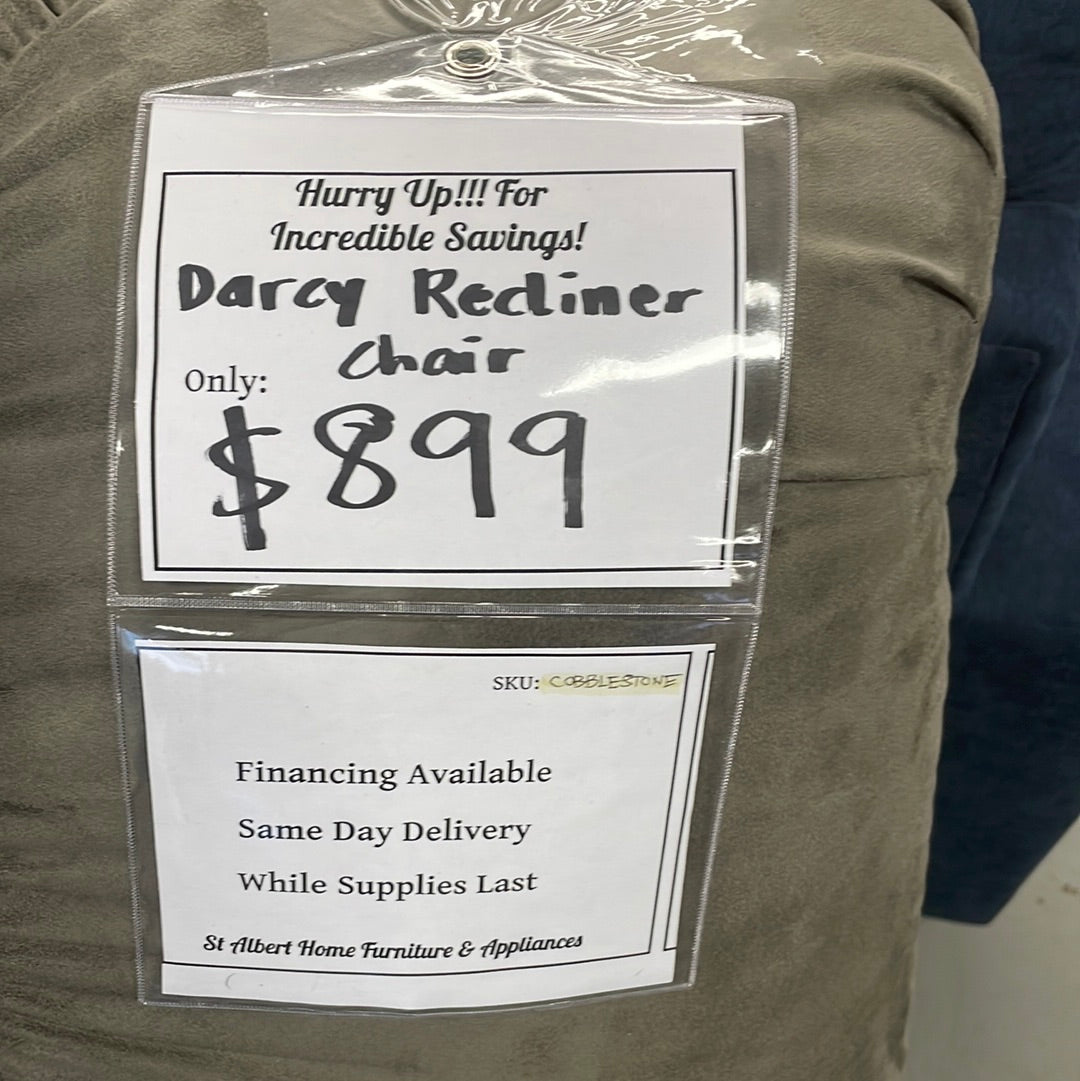 Hurry Up!!! For
Incredible Savings!
Darcy Recliner
Chair
Only:
$899
SKU: COBBLESTONE
Financing Available
Same Day Delivery
While Supplies Last
St Albert Home Furniture & Appliances